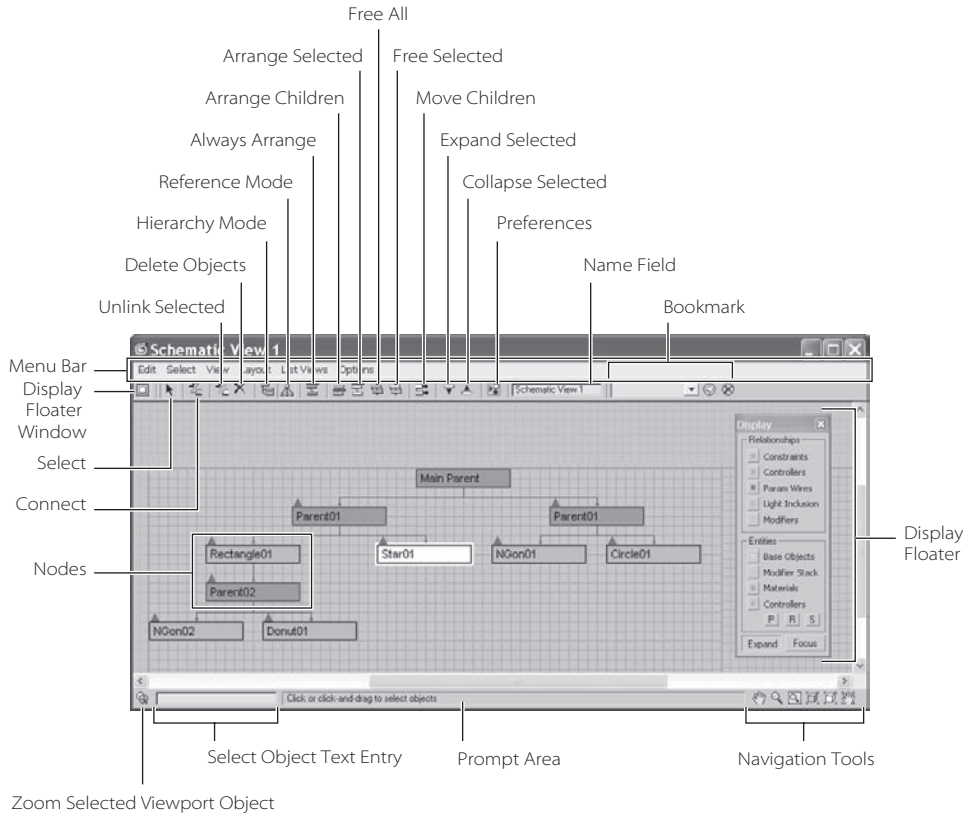 Free All
Arrange Selected
Free Selected
Arrange Children
Move Children
Always Arrange
Expand Selected
Reference Mode
Collapse Selected
Hierarchy Mode
Preferences
Delete Objects
Name Field
Unlink Selected
Bookmark
Schematic View 1
Menu Bar
Edit Select View Layout List Views Options
Display
Floater
Window
Schematic View 1
Select
Connect
Nodes
Main Parent
Parent01
Parent01
Rectangle01
Star01
NGon01
Circle01
Parent02
NGon02
Donut01
Display
Relationships
Constraints
Controllers
Param Wires
Light Inclusion
Modifiers
Entities
Base Objects
Modifier Stack
Materials
Controllers
P R S
Expand Focus
Display
Floater
Click or click-and-drag to select objects
Select Object Text Entry
Prompt Area
Navigation Tools
Zoom Selected Viewport Object